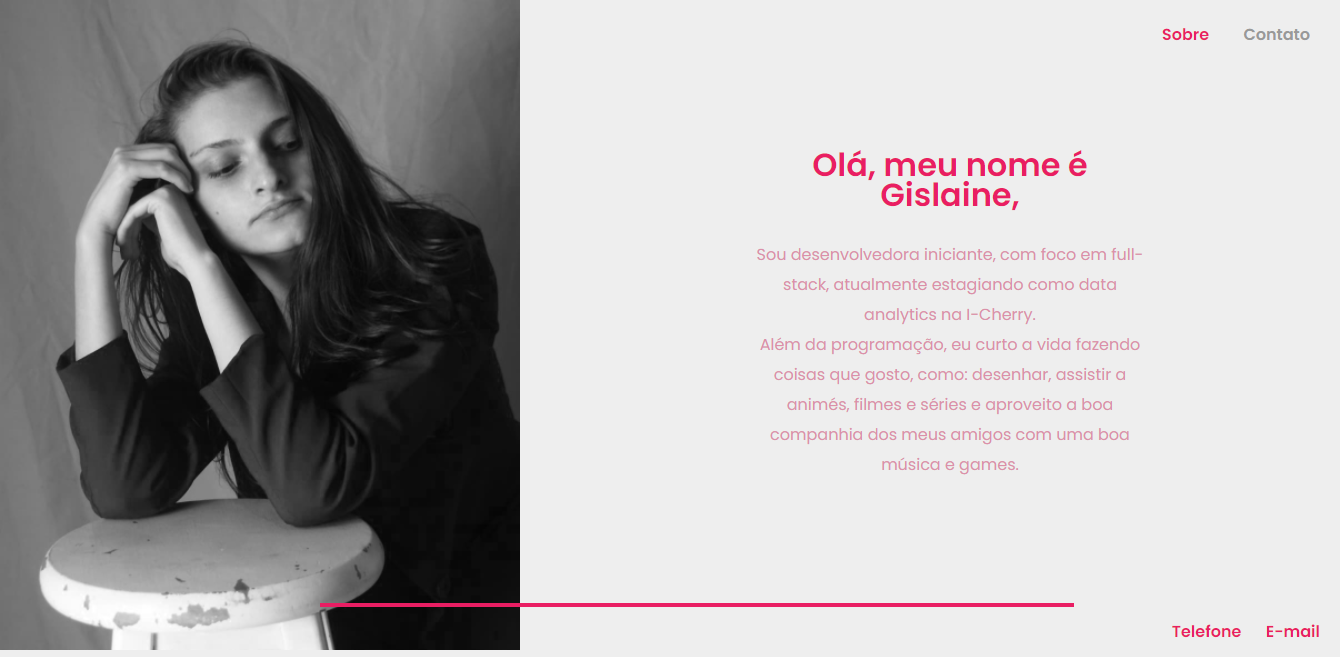 Sobre Contato
Olá, meu nome é
Gislaine,
Sou desenvolvedora iniciante, com foco em full-
stack, atualmente estagiando como data
analytics na I-Cherry.
Além da programação, eu curto a vida fazendo
coisas que gosto, como: desenhar, assistir a
animés, filmes e séries e aproveito a boa
companhia dos meus amigos com uma boa
música e games.
Telefone E-mail